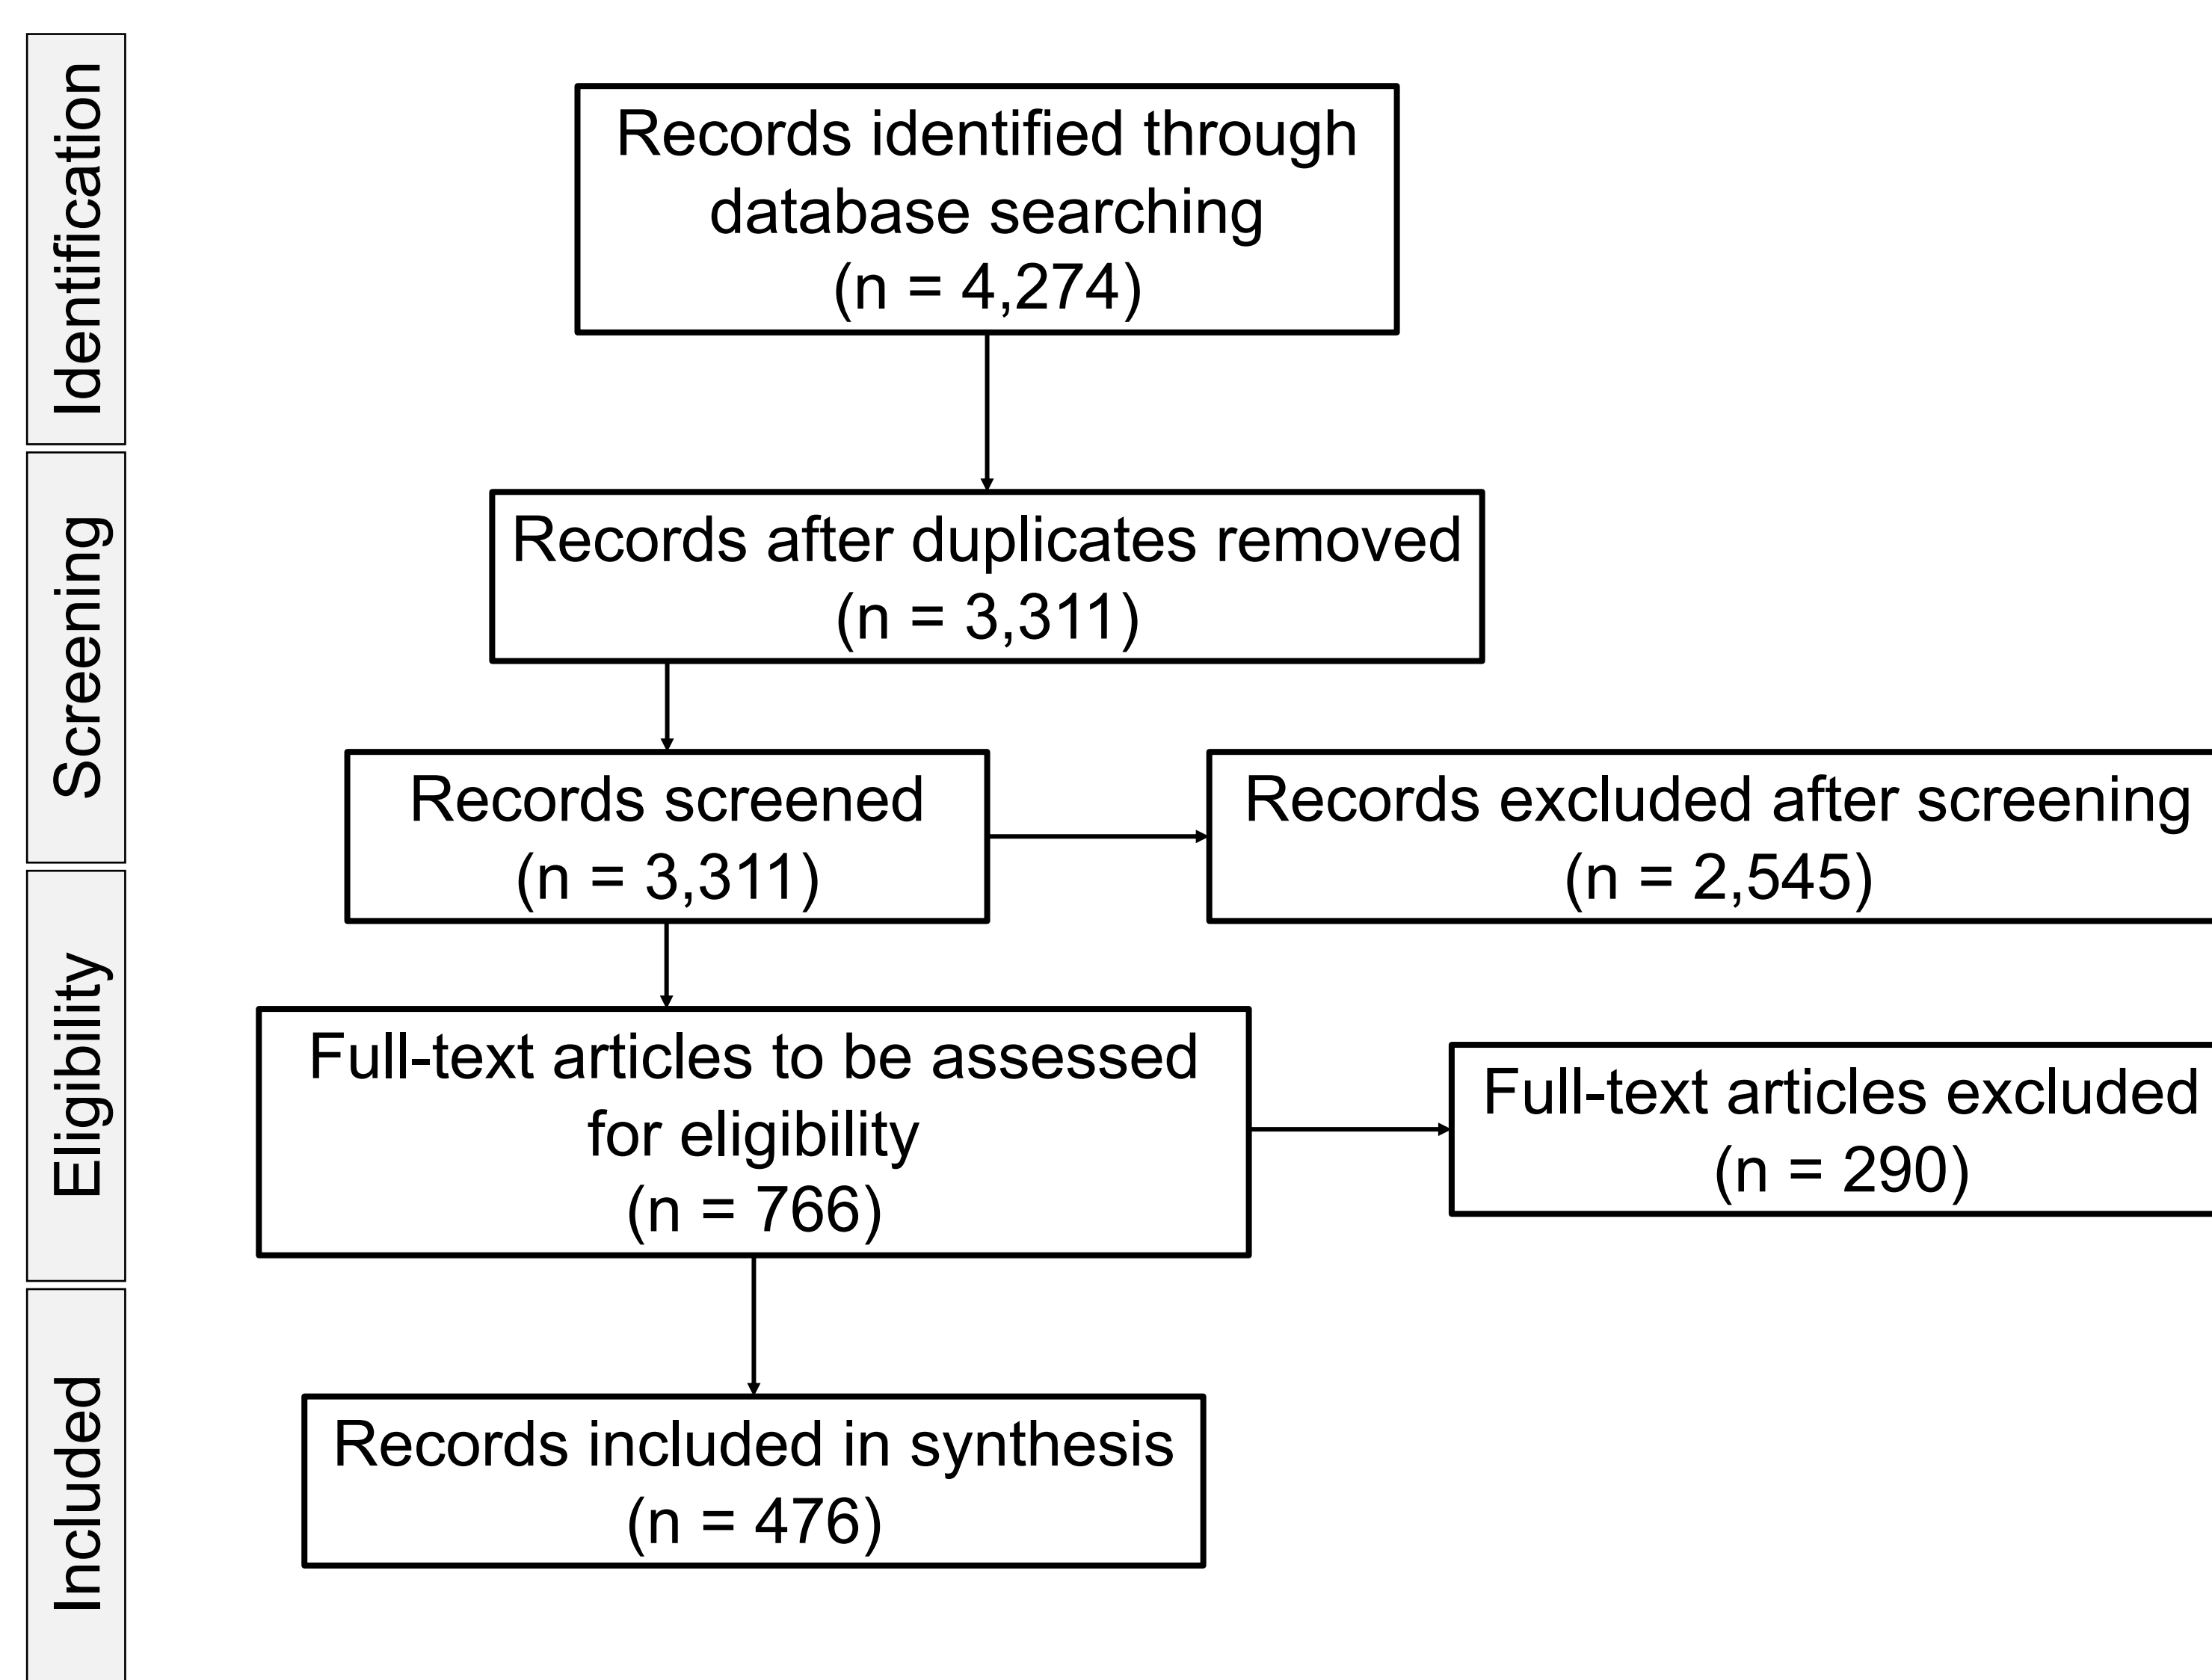 Identification
Records identified through
database searching
(n = 4,274)
Screening
Records after duplicates removed
(n = 3,311)
Records screened
(n = 3,311)
Records excluded after screening
(n = 2,545)
Eligibility
Full-text articles to be assessed
for eligibility
(n = 766)
Full-text articles excluded
(n = 290)
Included
Records included in synthesis
(n = 476)